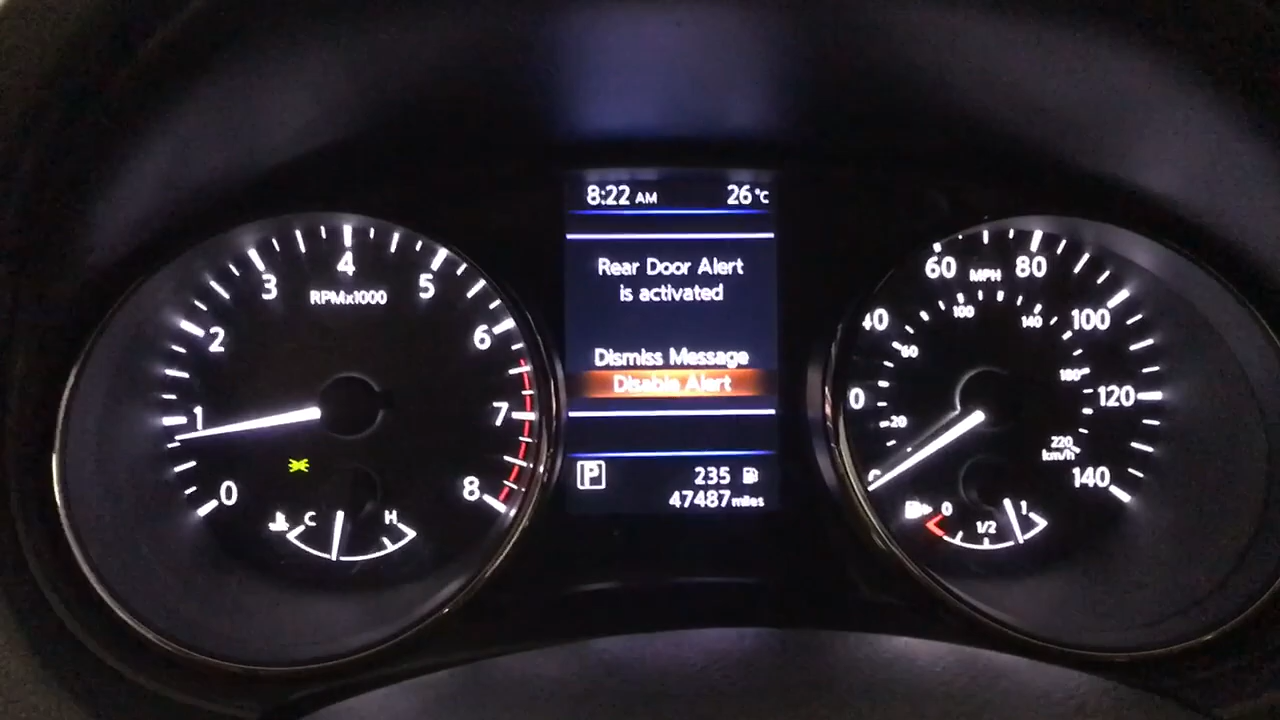 8:22 AM 26°C
Rear Door Alert
is activated
Dismiss Message
Disable Alert
P 235
47487 miles
0
1
2
3
4
5
6
7
8
RPMx1000
C H
0
40
60
80
100
120
140
MPH
20
60
100
140
180
220
km/h
0 1/2 1